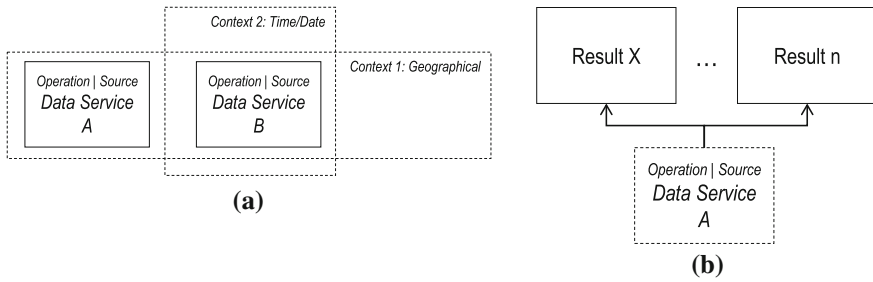 Context 2: Time/Date
Context 1: Geographical
Operation | Source
Data Service
A
Operation | Source
Data Service
B
(a)
Result X
...
Result n
Operation | Source
Data Service
A
(b)